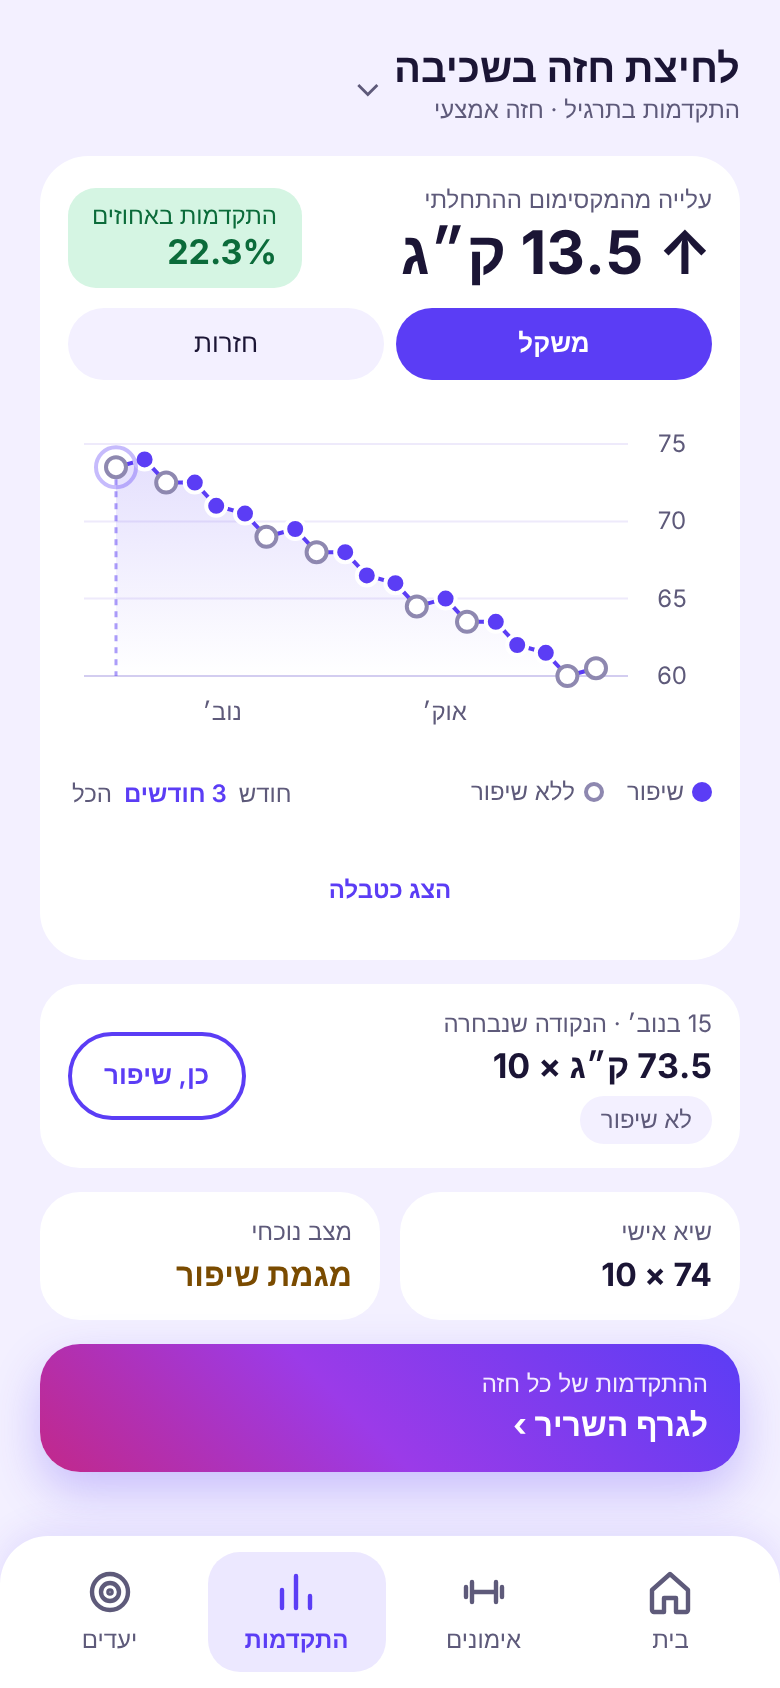 לחיצת חזה בשכיבה
התקדמות בתרגיל · חזה אמצעי
עלייה מהמקסימום ההתחלתי
↑ 13.5 ק״ג
התקדמות באחוזים
22.3%
משקל
חזרות
75
70
65
60
אוק׳
נוב׳
שיפור
ללא שיפור
חודש
3 חודשים
הכל
הצג כטבלה
15 בנוב׳ · הנקודה שנבחרה
73.5 ק״ג × 10
לא שיפור
כן, שיפור
שיא אישי
74 × 10
מצב נוכחי
מגמת שיפור
ההתקדמות של כל חזה
לגרף השריר ›
בית
אימונים
התקדמות
יעדים